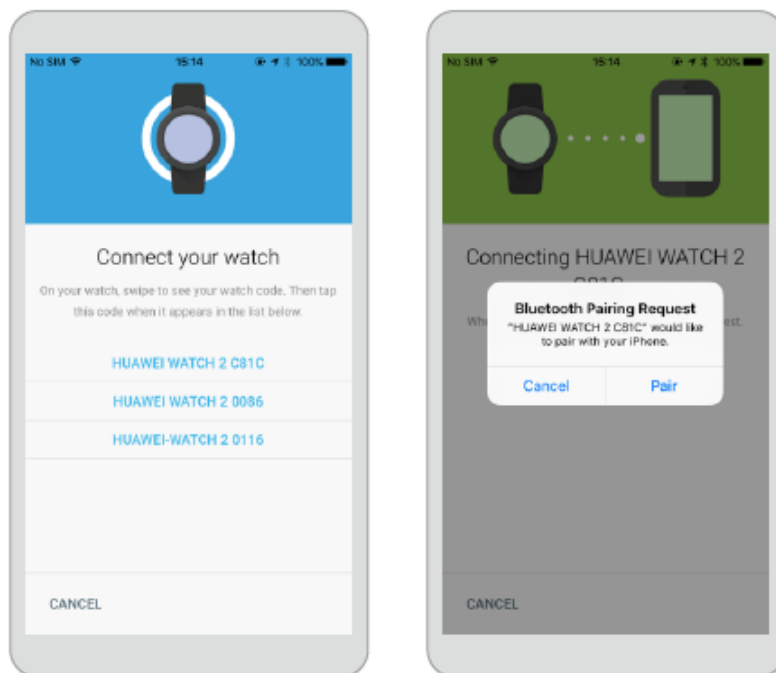 No SIM 15:14 100%
Connect your watch
On your watch, swipe to see your watch code. Then tap
this code when it appears in the list below.
HUAWEI WATCH 2 C81C
HUAWEI WATCH 2 0086
HUAWEI-WATCH 2 0116
CANCEL
No SIM 15:14 100%
Connecting HUAWEI WATCH 2
Bluetooth Pairing Request
"HUAWEI WATCH 2 C81C" would like
to pair with your iPhone.
Cancel Pair
CANCEL